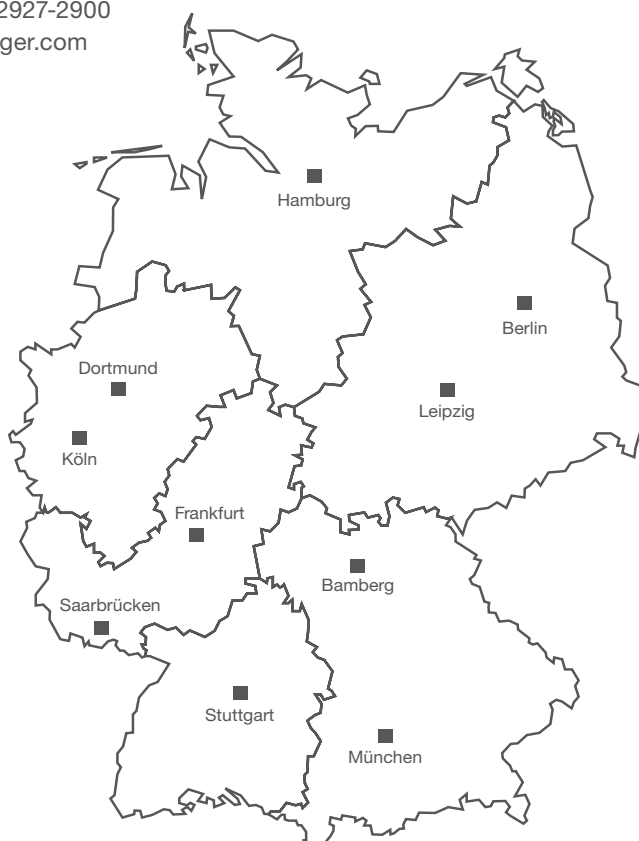 2927-2900
ger.com
Hamburg
Berlin
Dortmund
Leipzig
Köln
Frankfurt
Bamberg
Saarbrücken
Stuttgart
München